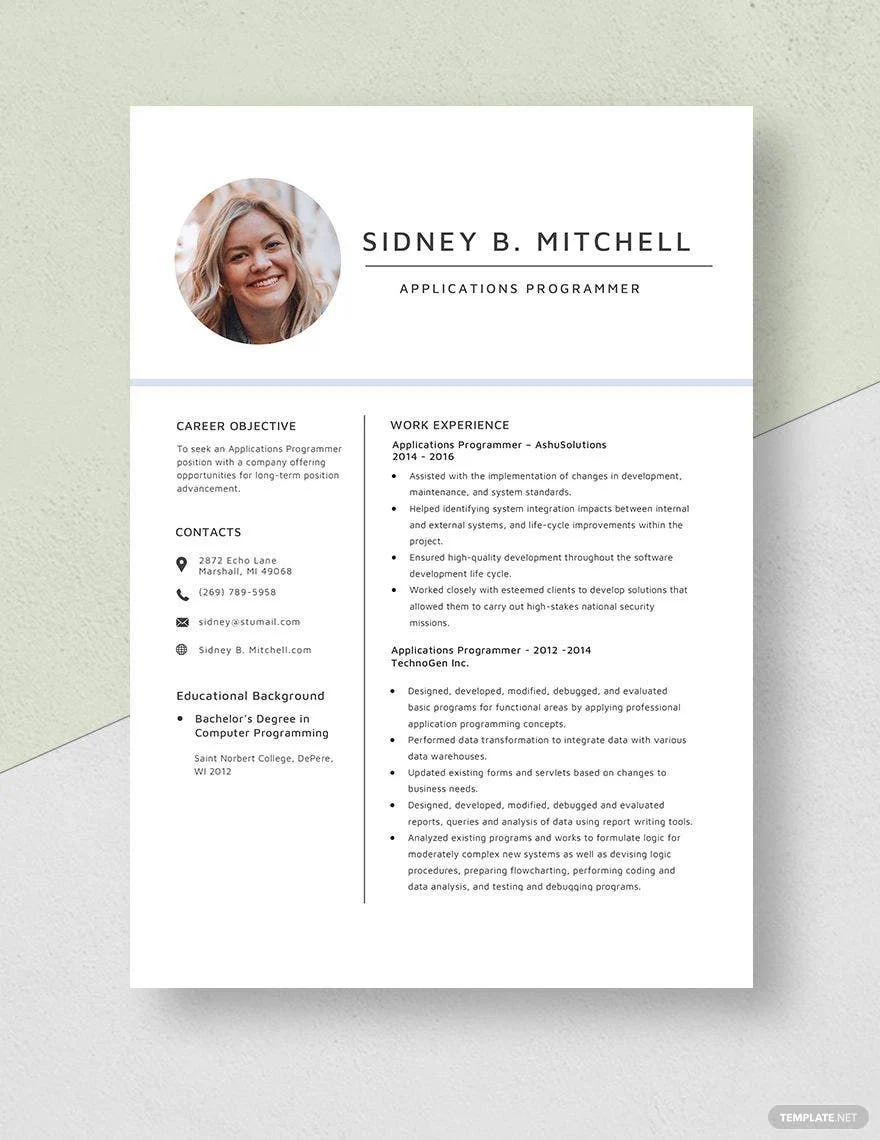 SIDNEY B. MITCHELL
APPLICATIONS PROGRAMMER
CAREER OBJECTIVE
To seek an Applications Programmer
position with a company offering
opportunities for long-term position
advancement.
CONTACTS
2872 Echo Lane
Marshall, MI 49068
(269) 789-5958
sidney@stumail.com
Sidney B. Mitchell.com
Educational Background
• Bachelor's Degree in
Computer Programming
Saint Norbert College, DePere,
WI 2012
WORK EXPERIENCE
Applications Programmer – AshuSolutions
2014 - 2016
• Assisted with the implementation of changes in development,
maintenance, and system standards.
• Helped identifying system integration impacts between internal
and external systems, and life-cycle improvements within the
project.
• Ensured high-quality development throughout the software
development life cycle.
• Worked closely with esteemed clients to develop solutions that
allowed them to carry out high-stakes national security
missions.
Applications Programmer - 2012 -2014
TechnoGen Inc.
• Designed, developed, modified, debugged, and evaluated
basic programs for functional areas by applying professional
application programming concepts.
• Performed data transformation to integrate data with various
data warehouses.
• Updated existing forms and servlets based on changes to
business needs.
• Designed, developed, modified, debugged and evaluated
reports, queries and analysis of data using report writing tools.
• Analyzed existing programs and works to formulate logic for
moderately complex new systems as well as devising logic
procedures, preparing flowcharting, performing coding and
data analysis, and testing and debugging programs.
TEMPLATE.NET